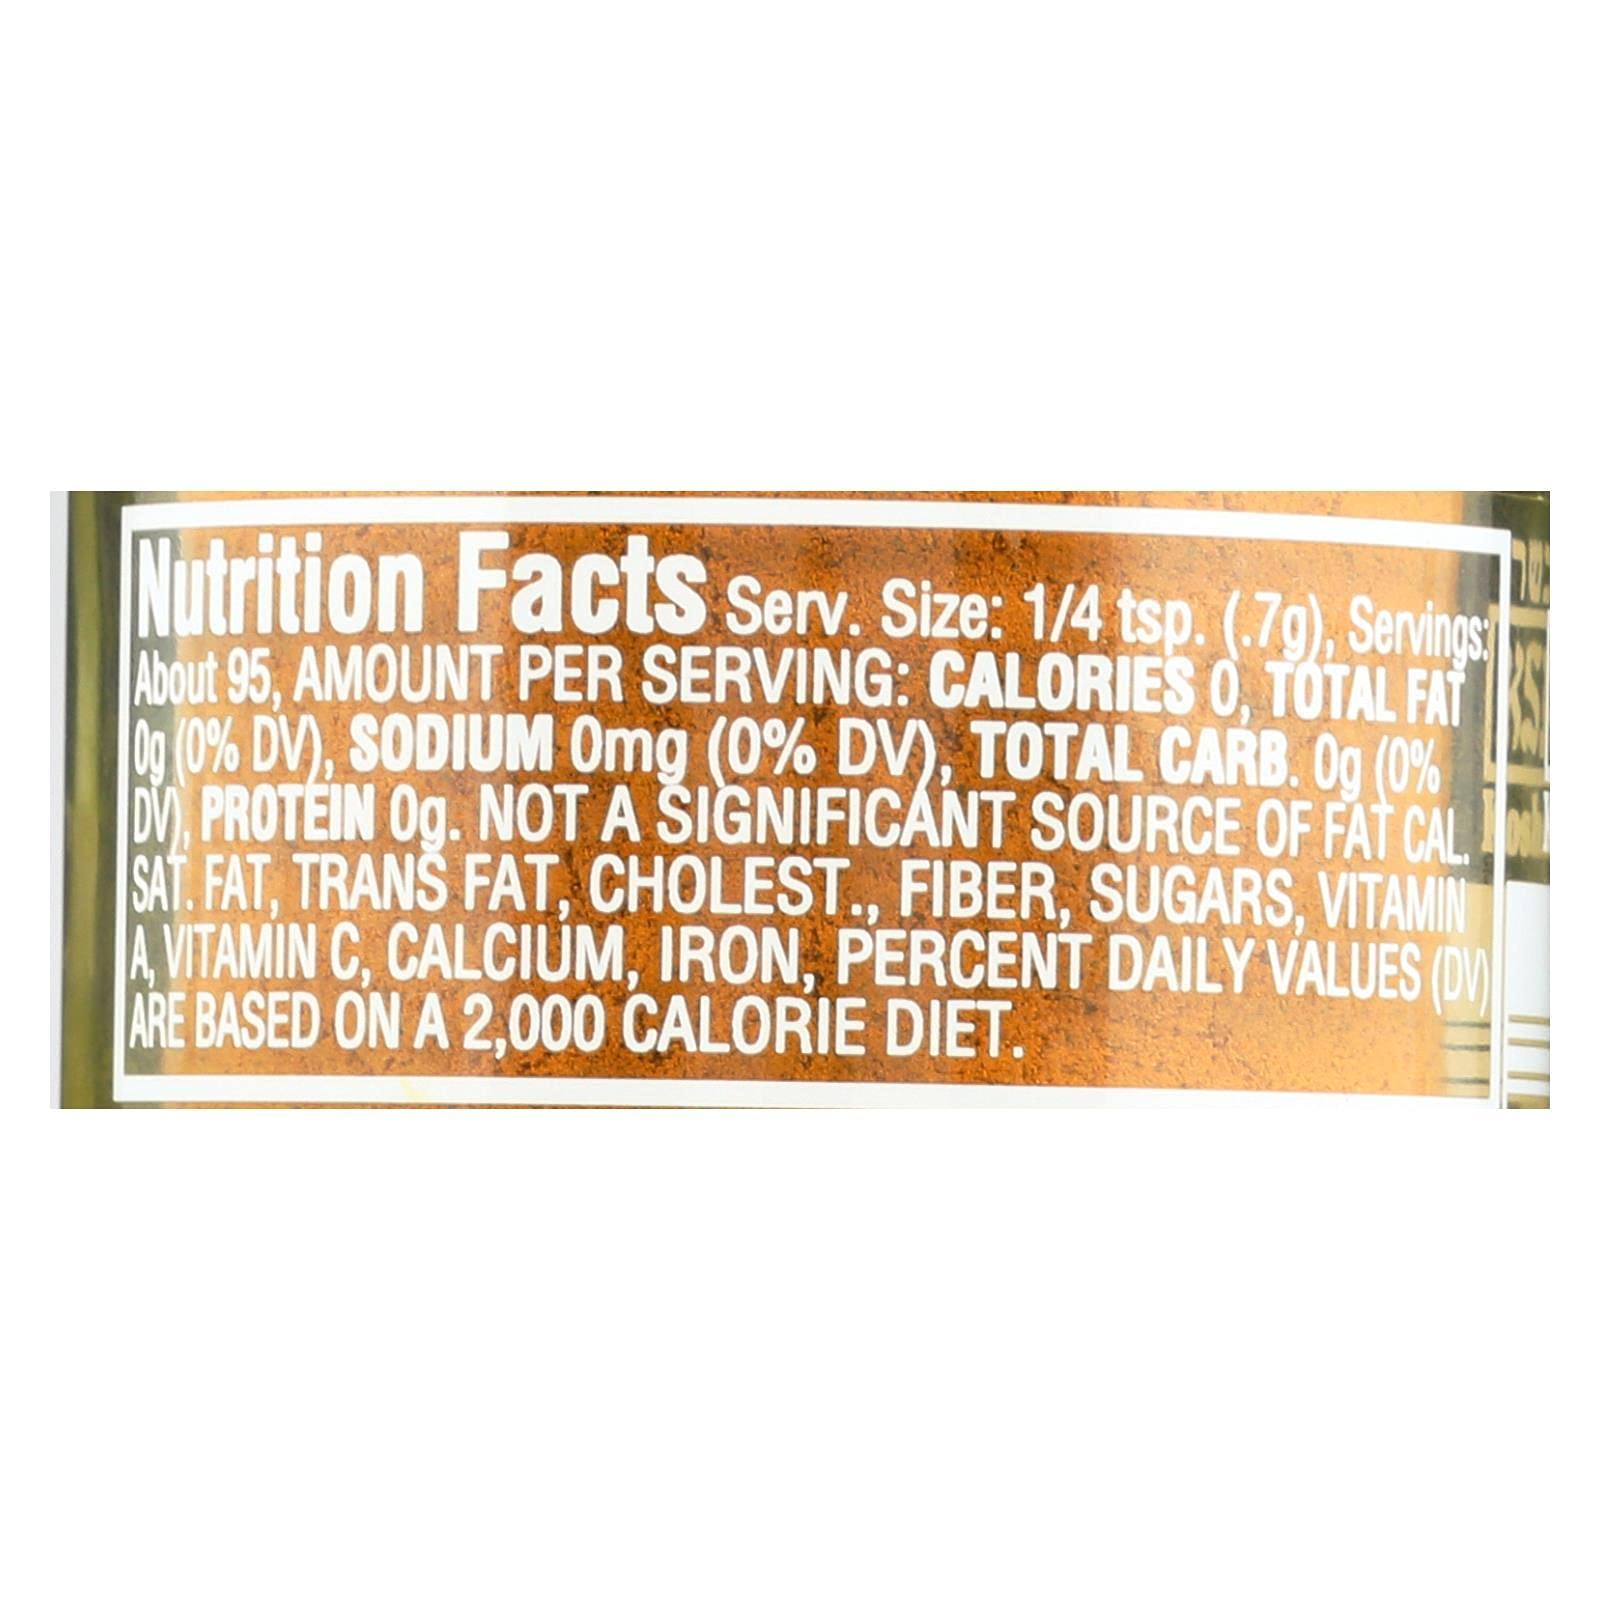 Nutrition Facts Serv. Size: 1/4 tsp. (.7g), Servings:
About 95, AMOUNT PER SERVING: CALORIES 0, TOTAL FAT
0g (0% DV), SODIUM 0mg (0% DV), TOTAL CARB. 0g (0%
DV), PROTEIN 0g. NOT A SIGNIFICANT SOURCE OF FAT CAL.
SAT. FAT, TRANS FAT, CHOLEST., FIBER, SUGARS, VITAMIN
A, VITAMIN C, CALCIUM, IRON, PERCENT DAILY VALUES (DV)
ARE BASED ON A 2,000 CALORIE DIET.